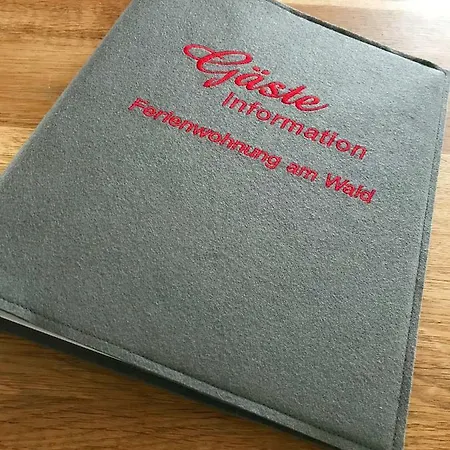 Gäste
Information
Ferienwohnung am Wald